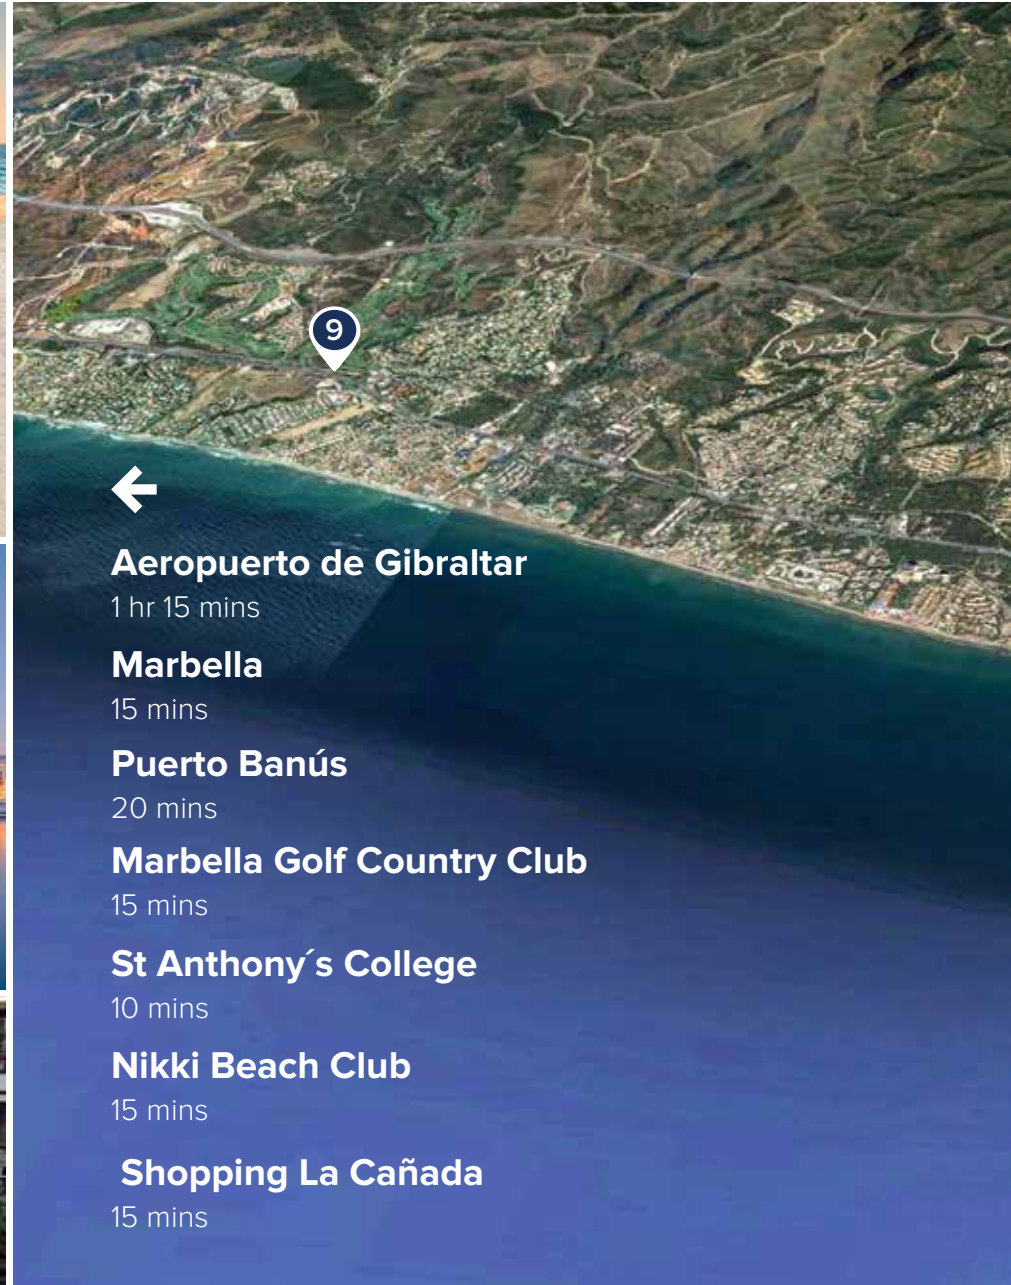 9
Aeropuerto de Gibraltar
1 hr 15 mins
Marbella
15 mins
Puerto Banús
20 mins
Marbella Golf Country Club
15 mins
St Anthony´s College
10 mins
Nikki Beach Club
15 mins
Shopping La Cañada
15 mins